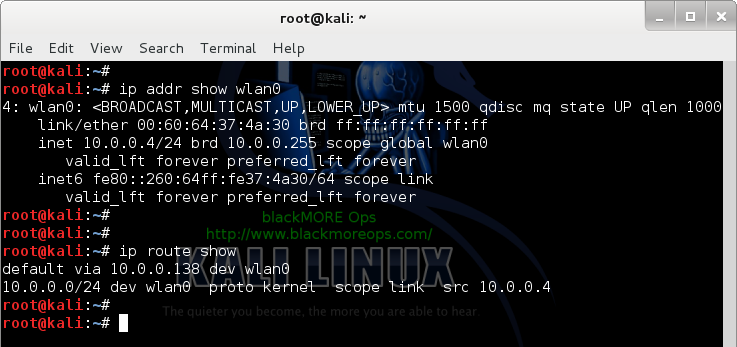 root@kali: ~
File Edit View Search Terminal Help
root@kali:~#
root@kali:~# ip addr show wlan0
4: wlan0: <BROADCAST,MULTICAST,UP,LOWER_UP> mtu 1500 qdisc mq state UP qlen 1000
    link/ether 00:60:64:37:4a:30 brd ff:ff:ff:ff:ff:ff
    inet 10.0.0.4/24 brd 10.0.0.255 scope global wlan0
       valid_lft forever preferred_lft forever
    inet6 fe80::260:64ff:fe37:4a30/64 scope link
       valid_lft forever preferred_lft forever
root@kali:~#
blackMORE Ops
root@kali:~#
http://www.blackmoreops.com/
root@kali:~# ip route show
default via 10.0.0.138 dev wlan0
KALI LINUX
10.0.0.0/24 dev wlan0  proto kernel  scope link  src 10.0.0.4
root@kali:~#
The quieter you become, the more you are able to hear
root@kali:~#